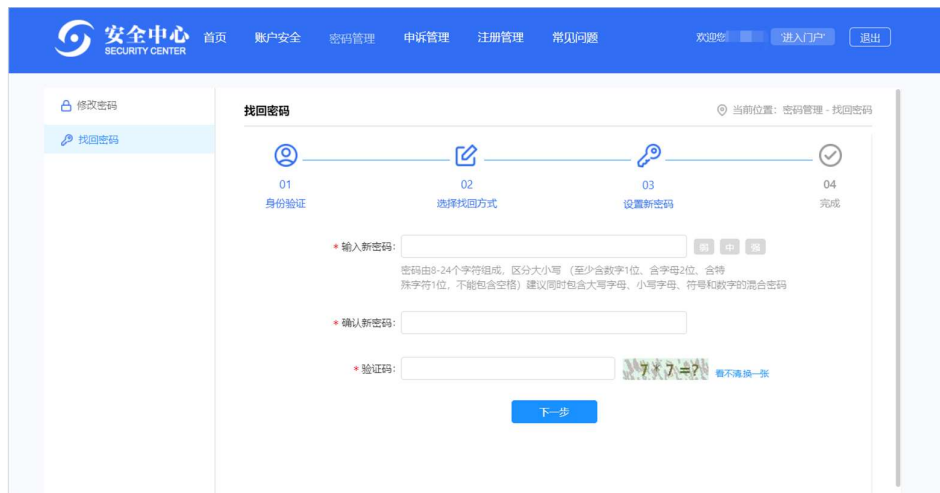 安全中心
SECURITY CENTER
首页 账户安全 密码管理 申诉管理 注册管理 常见问题 欢迎您 进入门户 退出
修改密码
找回密码
找回密码
当前位置：密码管理 - 找回密码
01 02 03 04
身份验证 选择找回方式 设置新密码 完成
* 输入新密码： 弱 中 强
密码由8-24个字符组成，区分大小写 （至少含数字1位、含字母2位、含特
殊字符1位，不能包含空格）建议同时包含大写字母、小写字母、符号和数字的混合密码
* 确认新密码：
* 验证码： 7*7=? 看不清换一张
下一步